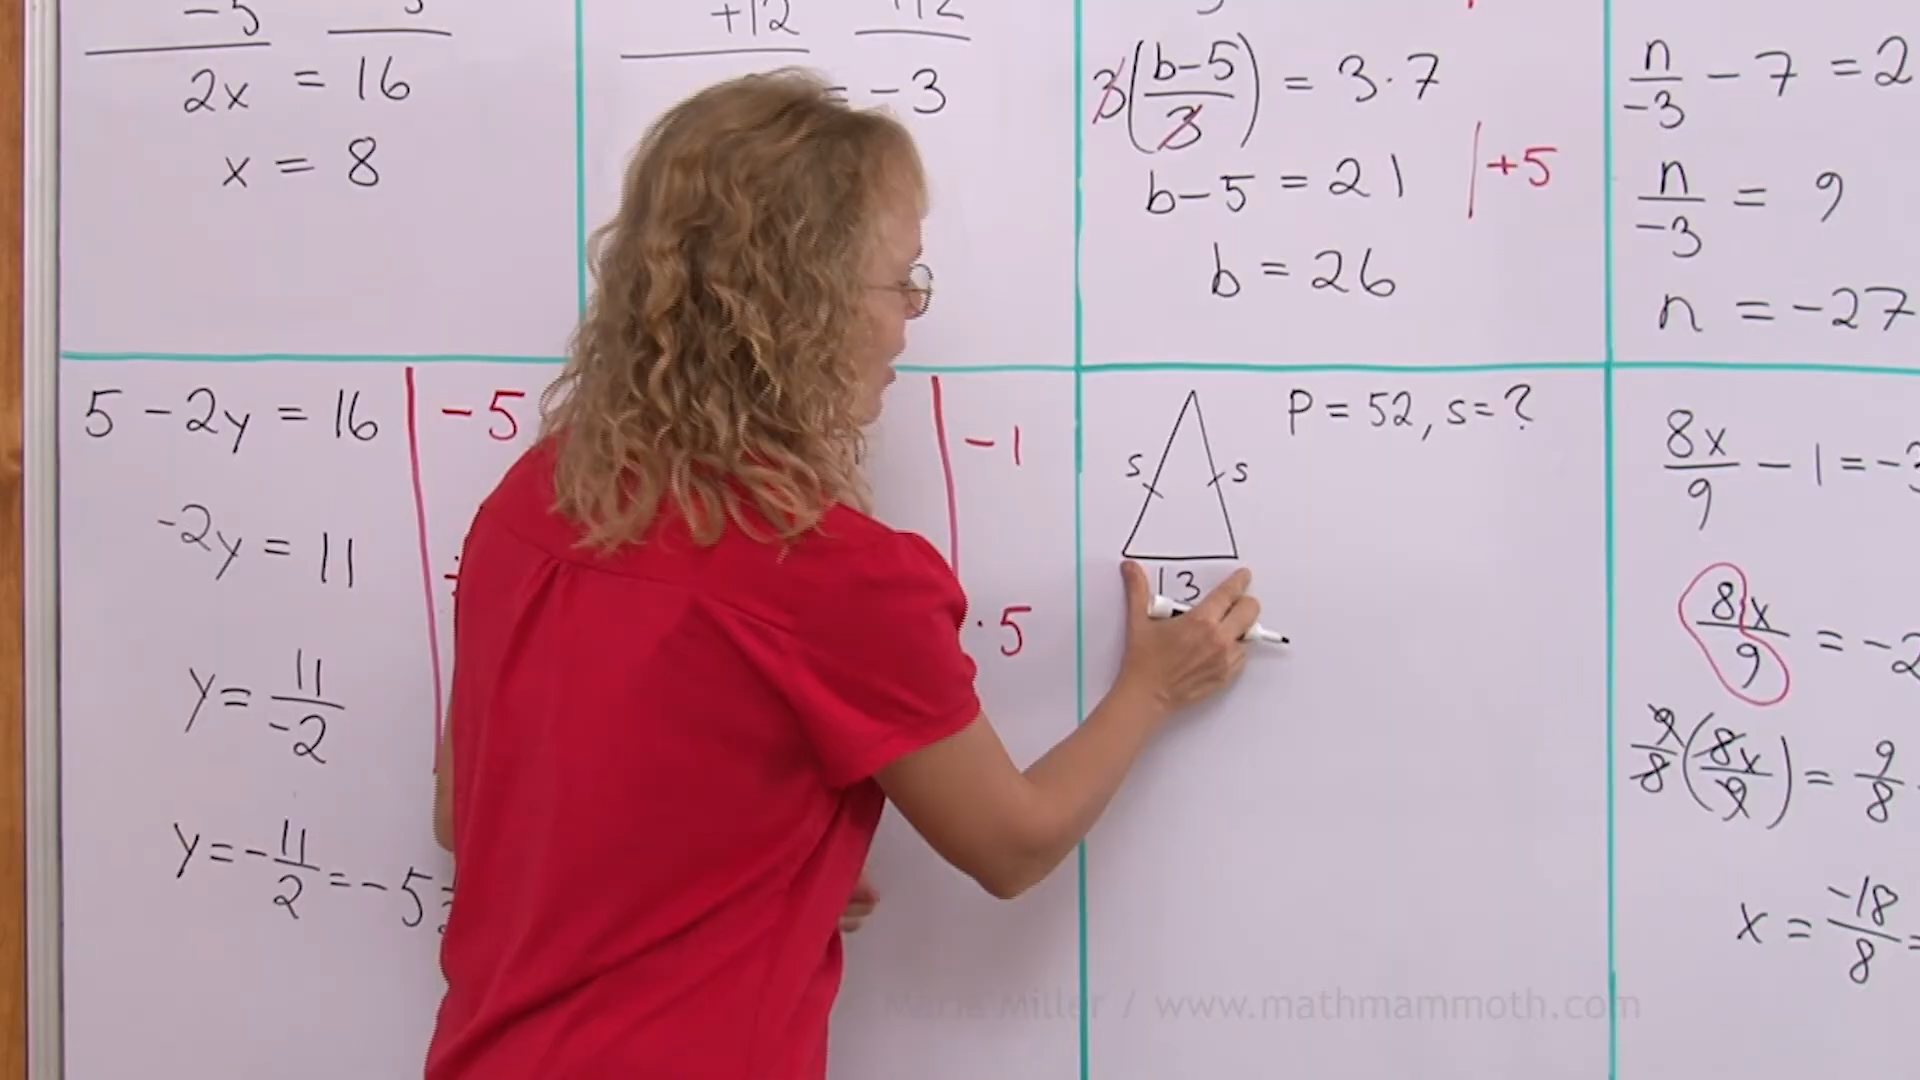 -5
2x = 16
x = 8
+12 +12
= -3
3((b-5)/3) = 3·7
b-5 = 21 | +5
b = 26
n/-3 - 7 = 2
n/-3 = 9
n = -27
5 - 2y = 16 | -5
-2y = 11
y = 11/-2
y = -11/2 = -5
-1
· 5
P = 52, s = ?
s s
13
8x/9 - 1 = -3
8x/9 = -2
9/8(8x/9) = 9/8
x = -18/8 =
Maria Miller / www.mathmammoth.com